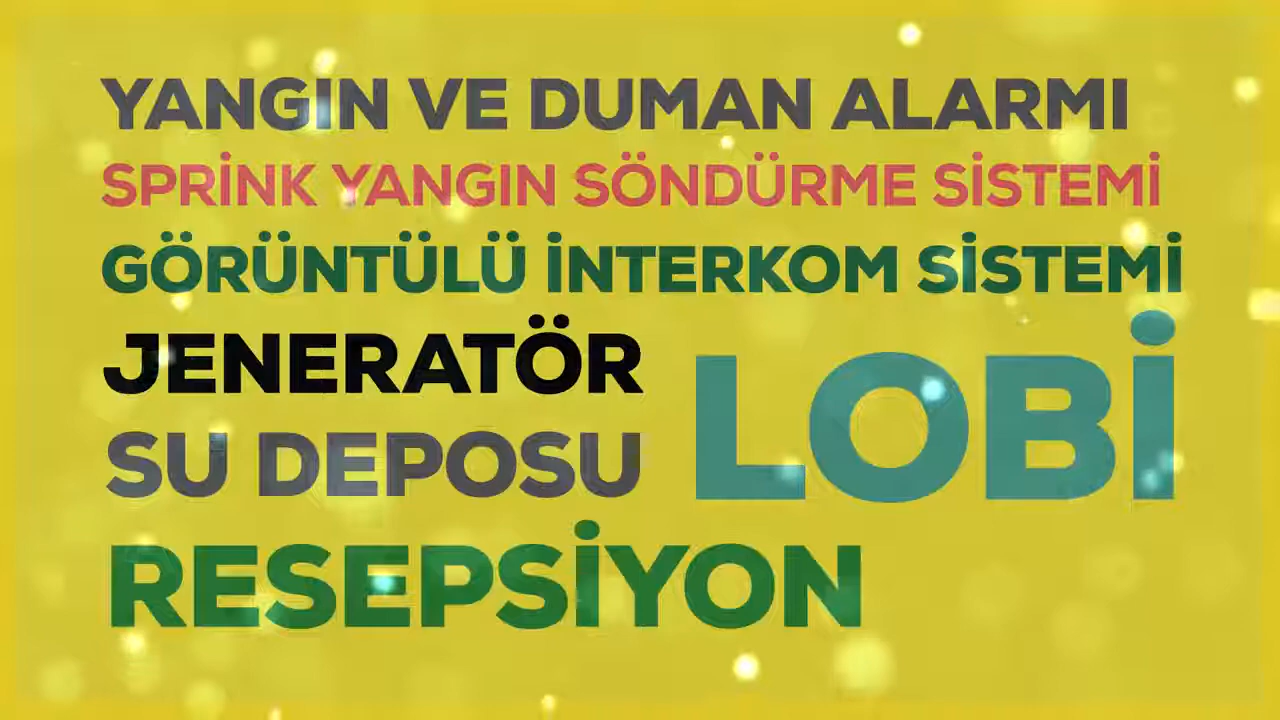 YANGIN VE DUMAN ALARMI
SPRİNK YANGIN SÖNDÜRME SİSTEMİ
GÖRÜNTÜLÜ İNTERKOM SİSTEMİ
JENERATÖR
LOBİ
SU DEPOSU
RESEPSİYON